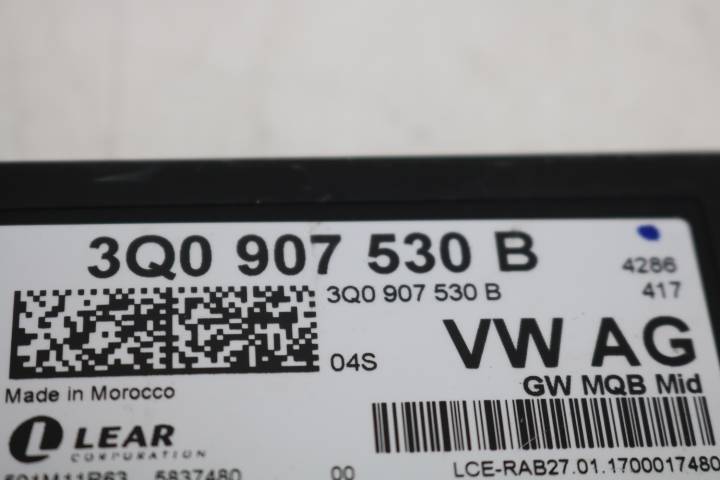 3Q0 907 530 B
4286
3Q0 907 530 B
417
04S
VW AG
GW MQB Mid
Made in Morocco
LEAR
CORPORATION
5837480 00
LCE-RAB27.01.1700017480